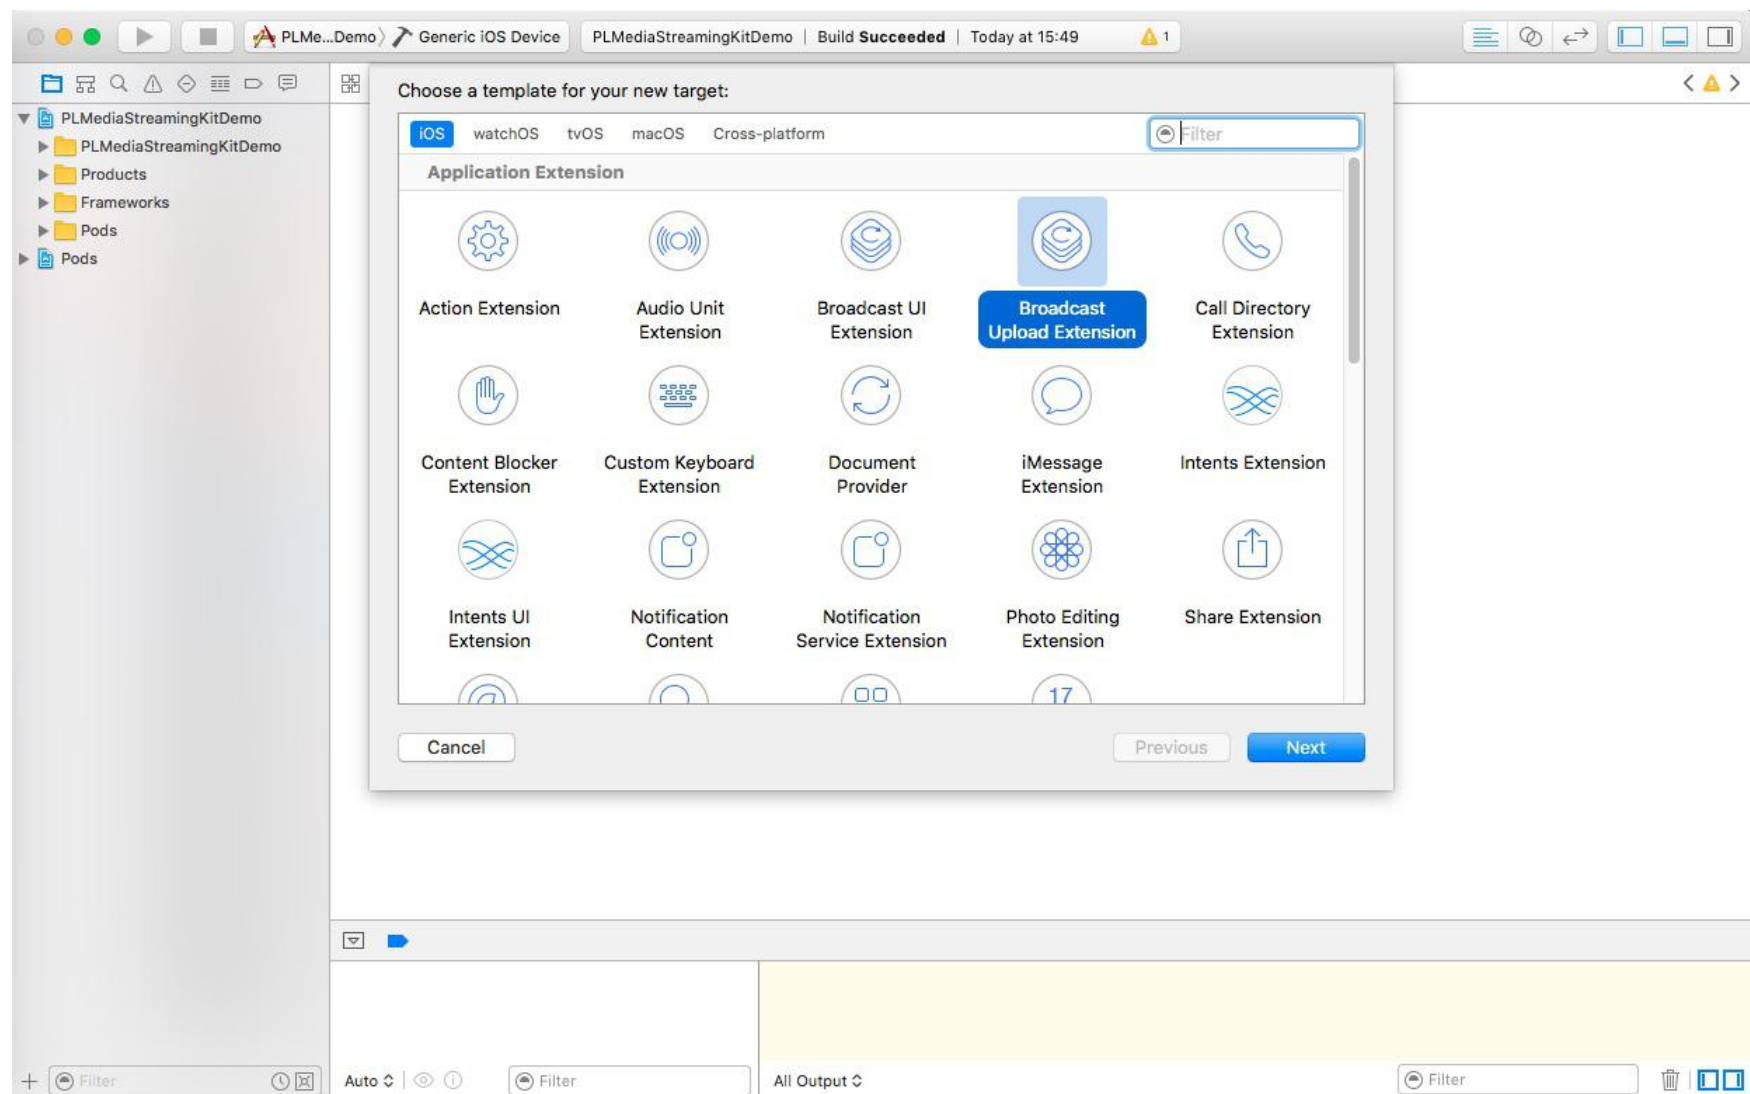 PLMe...Demo Generic iOS Device PLMediaStreamingKitDemo | Build Succeeded | Today at 15:49 1
PLMediaStreamingKitDemo
PLMediaStreamingKitDemo
Products
Frameworks
Pods
Pods
Choose a template for your new target:
iOS watchOS tvOS macOS Cross-platform Filter
Application Extension
Action Extension
Audio Unit
Extension
Broadcast UI
Extension
Broadcast
Upload Extension
Call Directory
Extension
Content Blocker
Extension
Custom Keyboard
Extension
Document
Provider
iMessage
Extension
Intents Extension
Intents UI
Extension
Notification
Content
Notification
Service Extension
Photo Editing
Extension
Share Extension
17
Cancel Previous Next
Filter Auto Filter All Output Filter